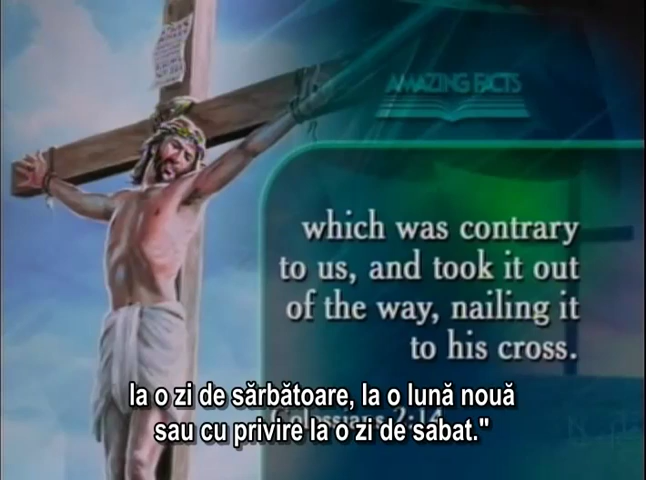 AMAZING FACTS
which was contrary
to us, and took it out
of the way, nailing it
to his cross.
la o zi de sărbătoare, la o lună nouă
Colossians 2:14
sau cu privire la o zi de sabat."